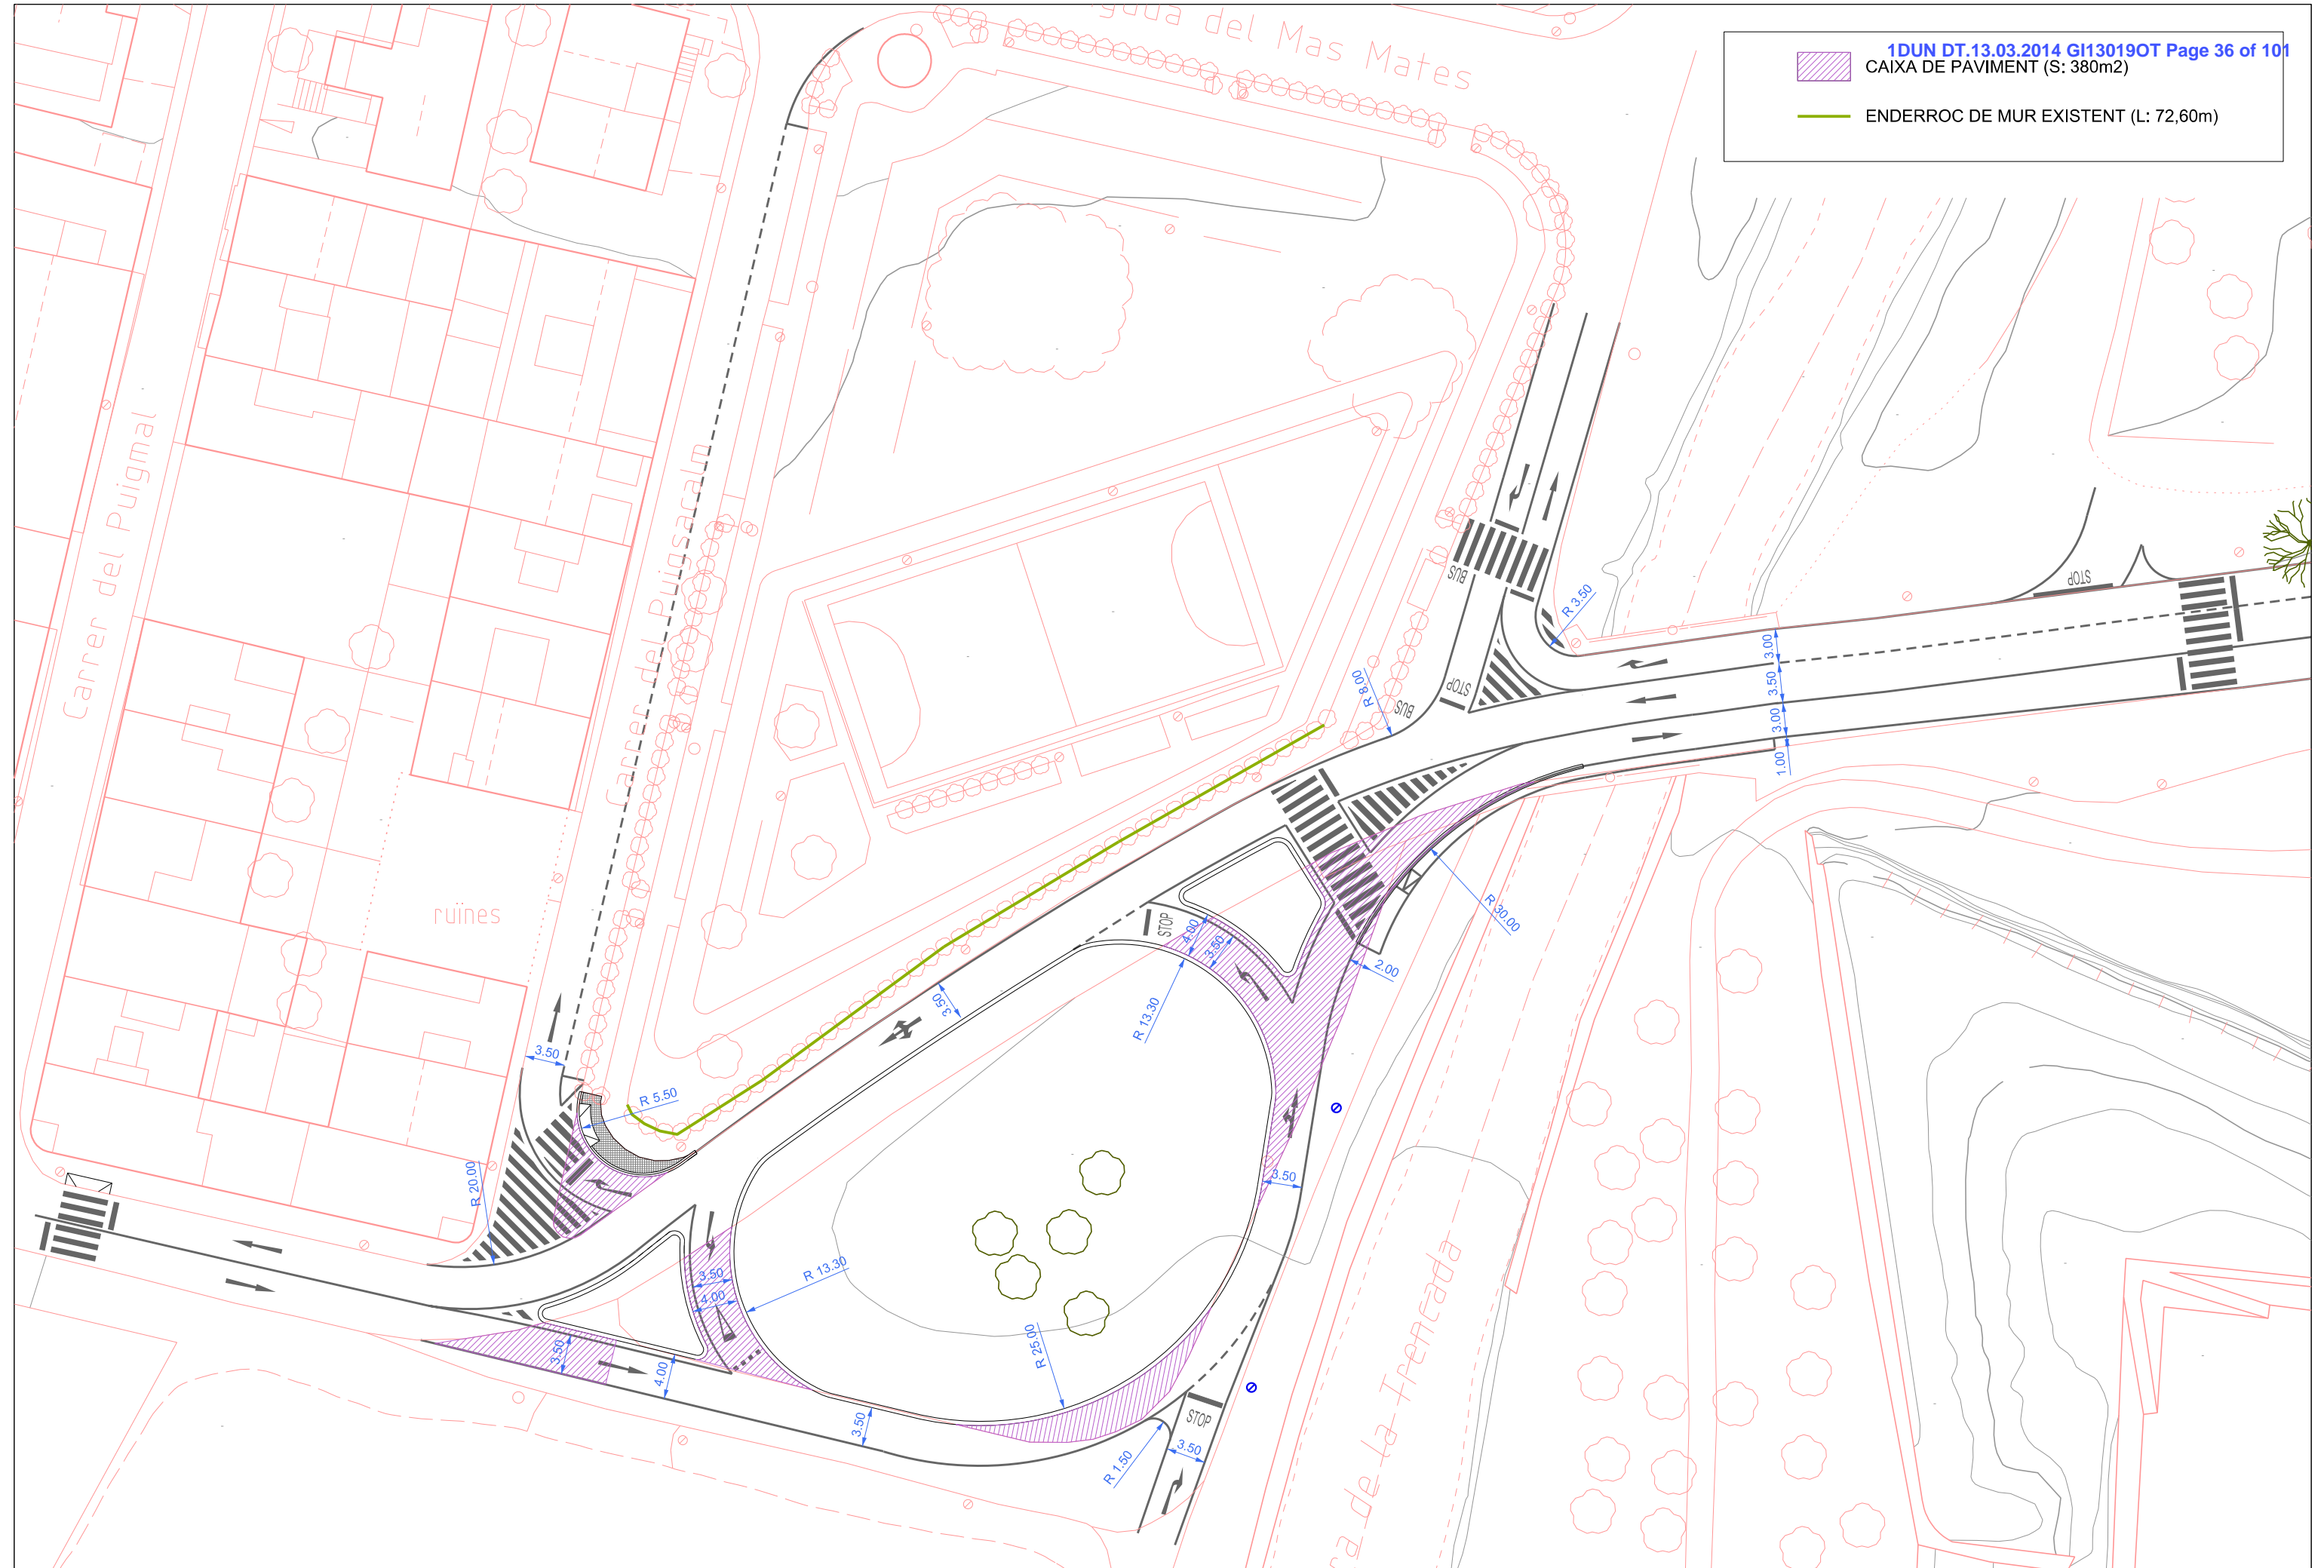 1DUN DT.13.03.2014 GI13019OT Page 36 of 101
CAIXA DE PAVIMENT (S: 380m2)
ENDERROC DE MUR EXISTENT (L: 72,60m)
del Mas Mates
Carrer del Puigmal
Carrer del Puigsacalm
ruïnes
de la Trencada
BUS
STOP
BUS
STOP
STOP
STOP
R 3.50
R 8.00
3.00
3.50
3.00
1.00
R 30.00
2.00
4.00
3.50
R 13.30
3.50
3.50
R 5.50
R 20.00
3.50
3.50
4.00
R 13.30
R 25.00
3.50
4.00
3.50
R 1.50
3.50